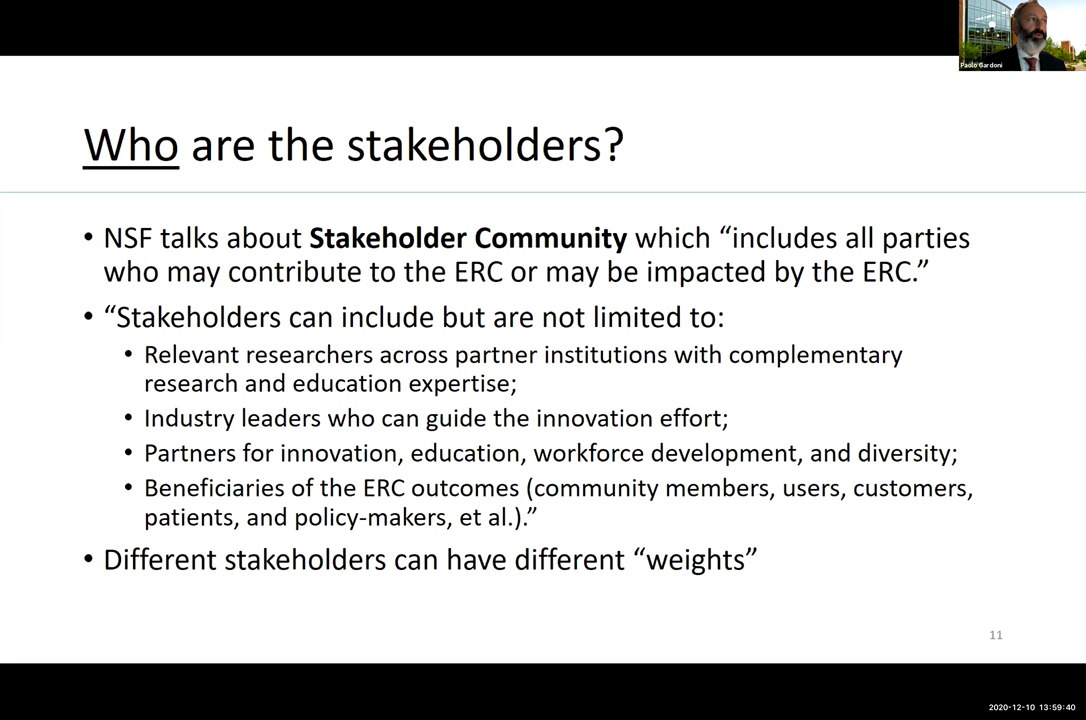 Paolo Gardoni
Who are the stakeholders?
• NSF talks about Stakeholder Community which “includes all parties
who may contribute to the ERC or may be impacted by the ERC.”
• “Stakeholders can include but are not limited to:
• Relevant researchers across partner institutions with complementary
research and education expertise;
• Industry leaders who can guide the innovation effort;
• Partners for innovation, education, workforce development, and diversity;
• Beneficiaries of the ERC outcomes (community members, users, customers,
patients, and policy-makers, et al.).”
• Different stakeholders can have different “weights”
11
2020-12-10 13:59:40